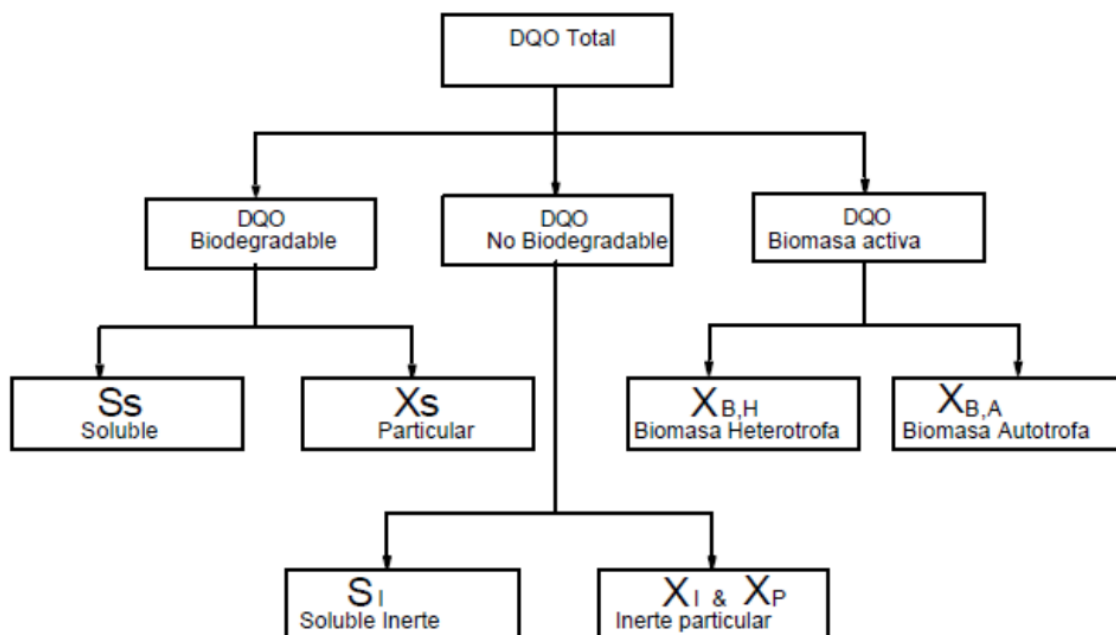 DQO Total
DQO
Biodegradable
DQO
No Biodegradable
DQO
Biomasa activa
Ss
Soluble
Xs
Particular
XB,H
Biomasa Heterotrofa
XB,A
Biomasa Autotrofa
SI
Soluble Inerte
XI & XP
Inerte particular